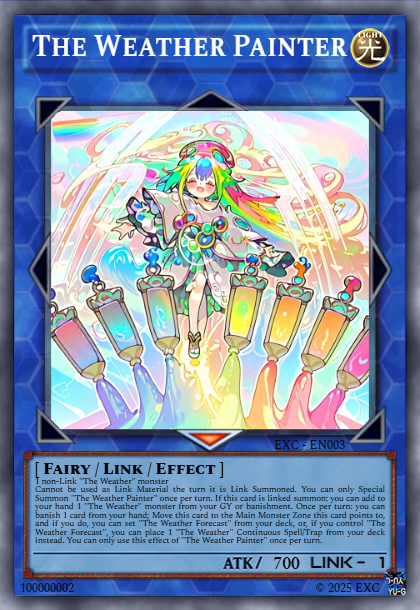 THE WEATHER PAINTER
LIGHT
光
EXC - EN003
[ FAIRY / LINK / EFFECT ]
1 non-Link "The Weather" monster
Cannot be used as Link Material the turn it is Link Summoned. You can only Special
Summon "The Weather Painter" once per turn. If this card is linked summon; you can add to
your hand 1 "The Weather" monster from your GY or banishment. Once per turn: you can
banish 1 card from your hand; Move this card to the Main Monster Zone this card points to,
and if you do, you can set "The Weather Forecast" from your deck, or, if you control "The
Weather Forecast", you can place 1 "The Weather" Continuous Spell/Trap from your deck
instead. You can only use this effect of "The Weather Painter" once per turn.
ATK/ 700 LINK- 1
100000002
© 2025 EXC